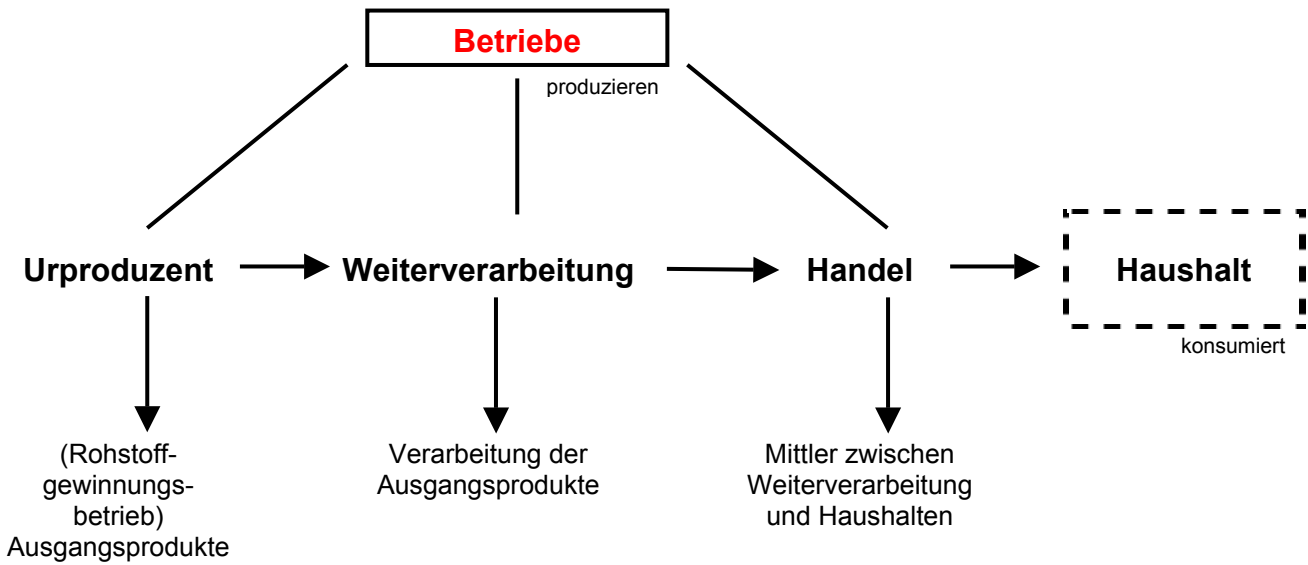 Betriebe
produzieren
Urproduzent
Weiterverarbeitung
Handel
Haushalt
konsumiert
(Rohstoff-
gewinnungs-
betrieb)
Ausgangsprodukte
Verarbeitung der
Ausgangsprodukte
Mittler zwischen
Weiterverarbeitung
und Haushalten